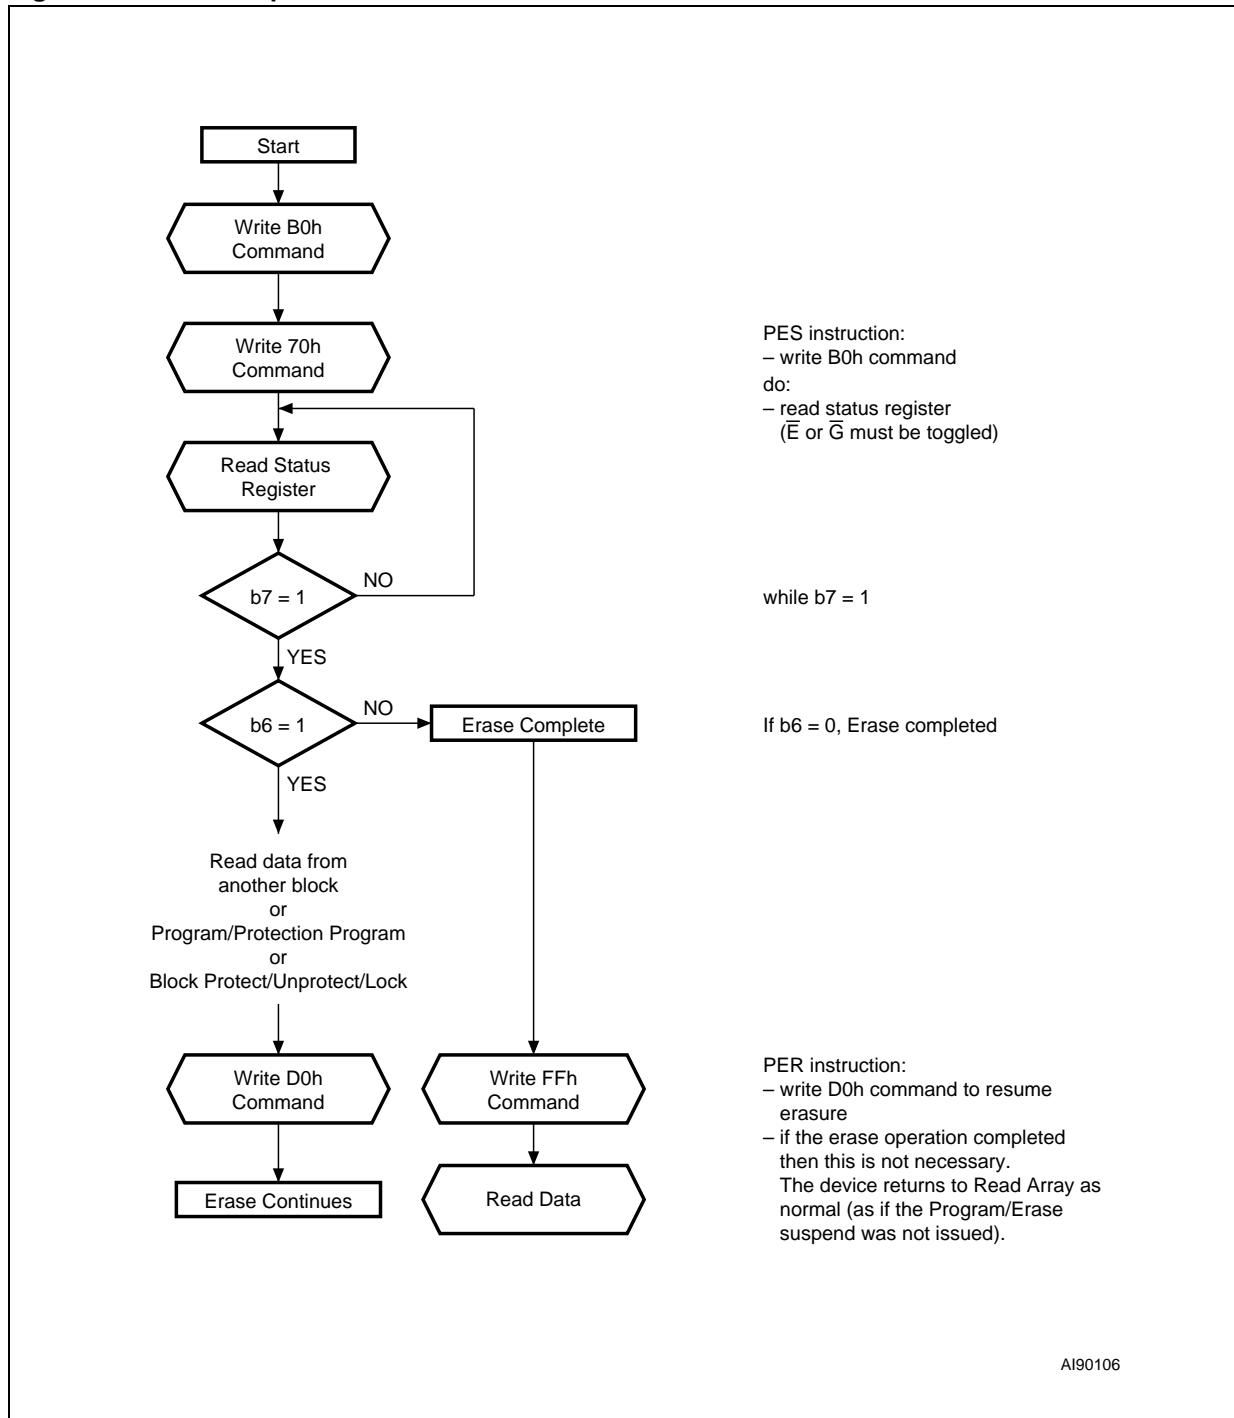 Start
Write B0h
Command
Write 70h
Command
PES instruction:
– write B0h command
do:
– read status register
(E̅ or G̅ must be toggled)
Read Status
Register
b7 = 1
NO
while b7 = 1
YES
b6 = 1
NO
Erase Complete
If b6 = 0, Erase completed
YES
Read data from
another block
or
Program/Protection Program
or
Block Protect/Unprotect/Lock
Write D0h
Command
Write FFh
Command
PER instruction:
– write D0h command to resume
erasure
– if the erase operation completed
then this is not necessary.
The device returns to Read Array as
normal (as if the Program/Erase
suspend was not issued).
Erase Continues
Read Data
AI90106